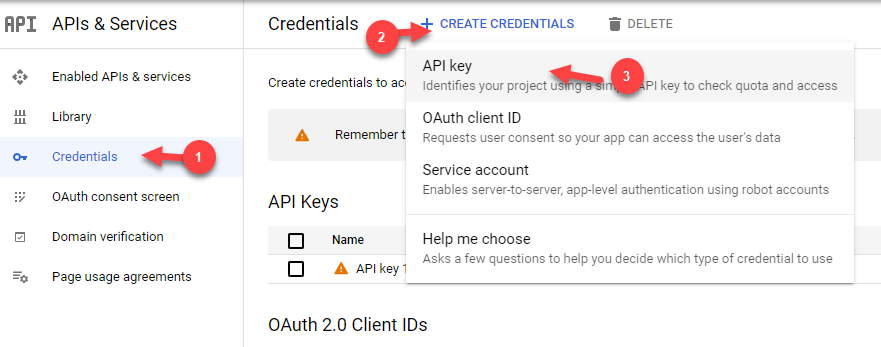 API APIs & Services
Enabled APIs & services
Library
Credentials
1
OAuth consent screen
Domain verification
Page usage agreements
Credentials
2
CREATE CREDENTIALS
DELETE
Create credentials to
Remember
API Keys
Name
API key
OAuth 2.0 Client IDs
API key
3
Identifies your project using a API key to check quota and access
OAuth client ID
Requests user consent so your app can access the user's data
Service account
Enables server-to-server, app-level authentication using robot accounts
Help me choose
Asks a few questions to help you decide which type of credential to use